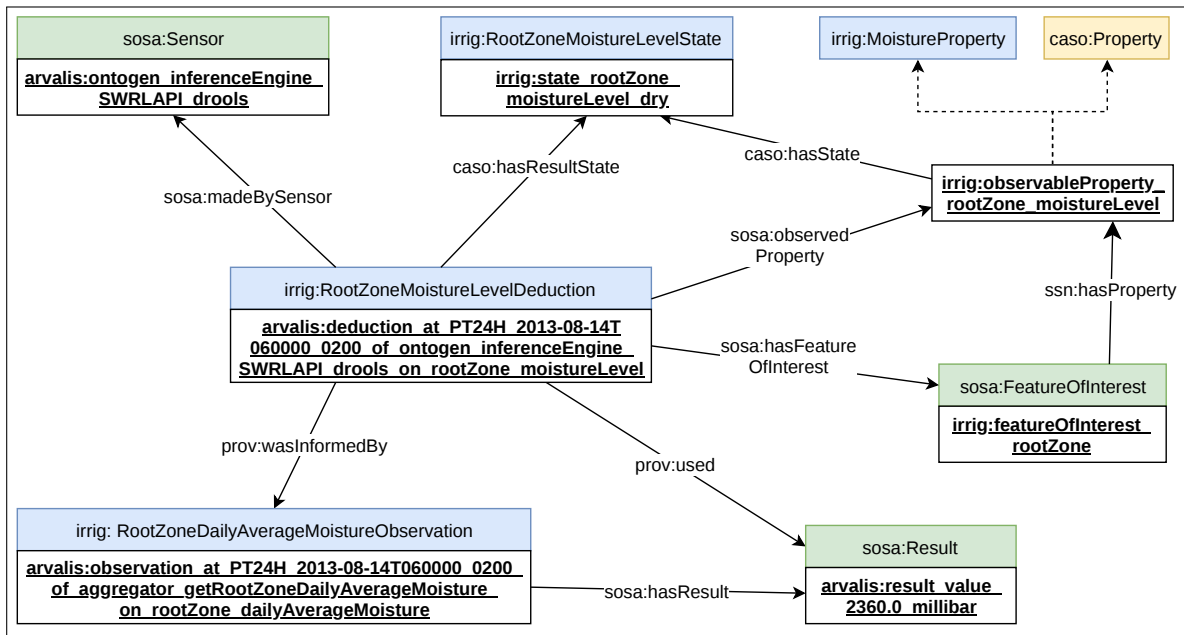 sosa:Sensor
arvalis:ontogen_inferenceEngine_
SWRLAPI_drools
irrig:RootZoneMoistureLevelState
irrig:state_rootZone_
moistureLevel_dry
irrig:MoistureProperty
caso:Property
caso:hasState
caso:hasResultState
sosa:madeBySensor
irrig:observableProperty_
rootZone_moistureLevel
sosa:observed
Property
irrig:RootZoneMoistureLevelDeduction
arvalis:deduction_at_PT24H_2013-08-14T
060000_0200_of_ontogen_inferenceEngine_
SWRLAPI_drools_on_rootZone_moistureLevel
ssn:hasProperty
sosa:hasFeature
OfInterest
sosa:FeatureOfInterest
irrig:featureOfInterest_
rootZone
prov:wasInformedBy
prov:used
irrig: RootZoneDailyAverageMoistureObservation
arvalis:observation_at_PT24H_2013-08-14T060000_0200_
of_aggregator_getRootZoneDailyAverageMoisture_
on_rootZone_dailyAverageMoisture
sosa:hasResult
sosa:Result
arvalis:result_value_
2360.0_millibar